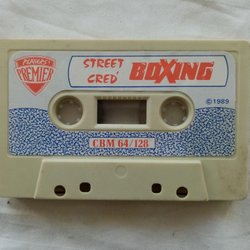 PLAYERS
PREMIER
STREET
CRED'
BOXING
©1989
CBM 64/128